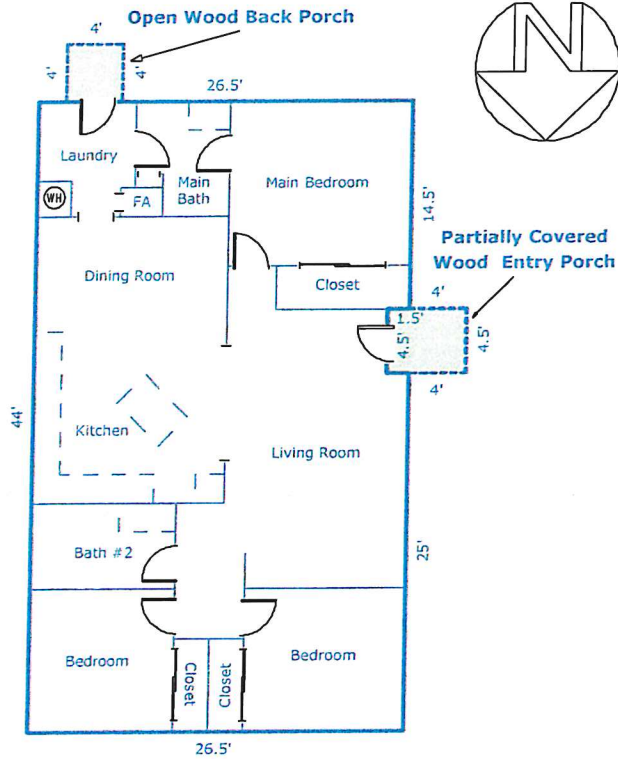 Open Wood Back Porch
N
4'
4'
4'
26.5'
Laundry
WH
FA
Main
Bath
Main Bedroom
14.5'
Partially Covered
Wood Entry Porch
Dining Room
Closet
4'
1.5'
4.5'
4.5'
4'
44'
Kitchen
Living Room
Bath #2
25'
Bedroom
Closet
Closet
Bedroom
26.5'